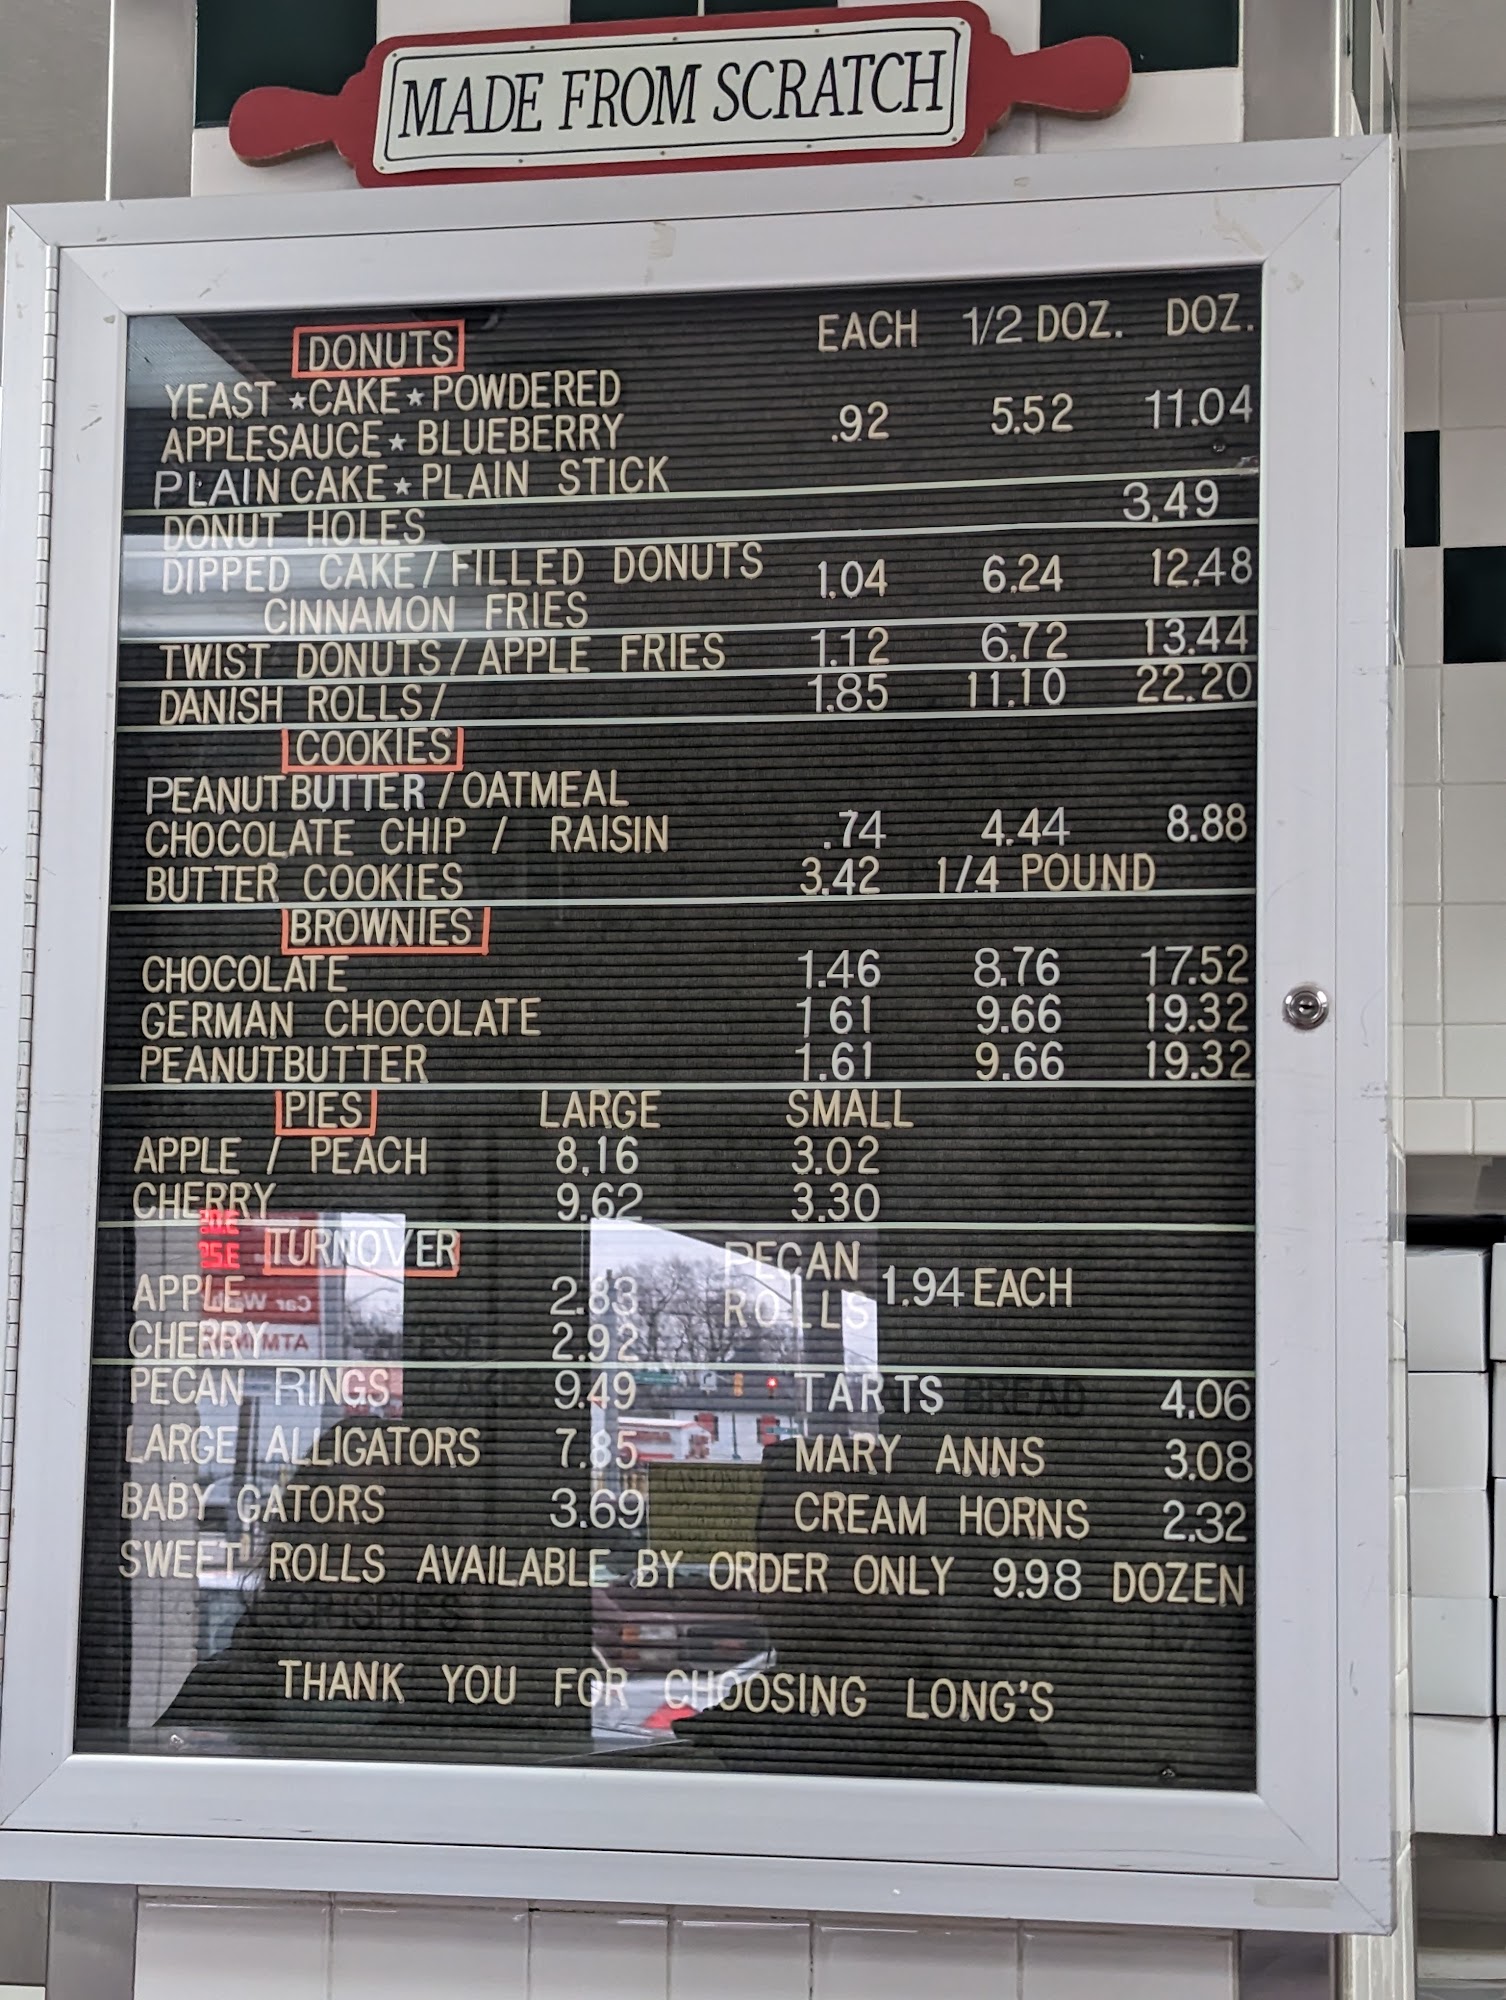 MADE FROM SCRATCH
EACH 1/2 DOZ. DOZ.
DONUTS
YEAST ★ CAKE ★ POWDERED
APPLESAUCE ★ BLUEBERRY .92 5.52 11.04
PLAIN CAKE ★ PLAIN STICK
DONUT HOLES 3.49
DIPPED CAKE / FILLED DONUTS 1.04 6.24 12.48
CINNAMON FRIES
TWIST DONUTS / APPLE FRIES 1.12 6.72 13.44
DANISH ROLLS / 1.85 11.10 22.20
COOKIES
PEANUTBUTTER / OATMEAL
CHOCOLATE CHIP / RAISIN .74 4.44 8.88
BUTTER COOKIES 3.42 1/4 POUND
BROWNIES
CHOCOLATE 1.46 8.76 17.52
GERMAN CHOCOLATE 1 61 9.66 19.32
PEANUTBUTTER 1.61 9.66 19.32
PIES LARGE SMALL
APPLE / PEACH 8.16 3.02
CHERRY 9.62 3.30
TURNOVER
APPLE 2.83
CHERRY 2.92
PECAN
ROLLS 1.94 EACH
PECAN RINGS 9.49 TARTS 4.06
LARGE ALLIGATORS 7.85 MARY ANNS 3.08
BABY GATORS 3.69 CREAM HORNS 2.32
SWEET ROLLS AVAILABLE BY ORDER ONLY 9.98 DOZEN
THANK YOU FOR CHOOSING LONG'S